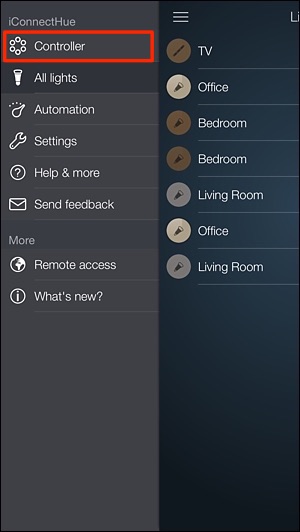 iConnectHue
Controller
All lights
Automation
Settings
Help & more
Send feedback
More
Remote access
What's new?
Li
TV
Office
Bedroom
Bedroom
Living Room
Office
Living Room